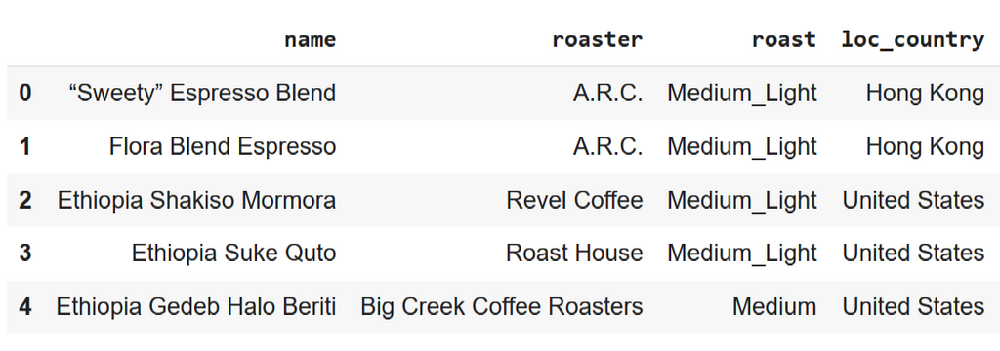 name roaster roast loc_country
0 “Sweety” Espresso Blend A.R.C. Medium_Light Hong Kong
1 Flora Blend Espresso A.R.C. Medium_Light Hong Kong
2 Ethiopia Shakiso Mormora Revel Coffee Medium_Light United States
3 Ethiopia Suke Quto Roast House Medium_Light United States
4 Ethiopia Gedeb Halo Beriti Big Creek Coffee Roasters Medium United States